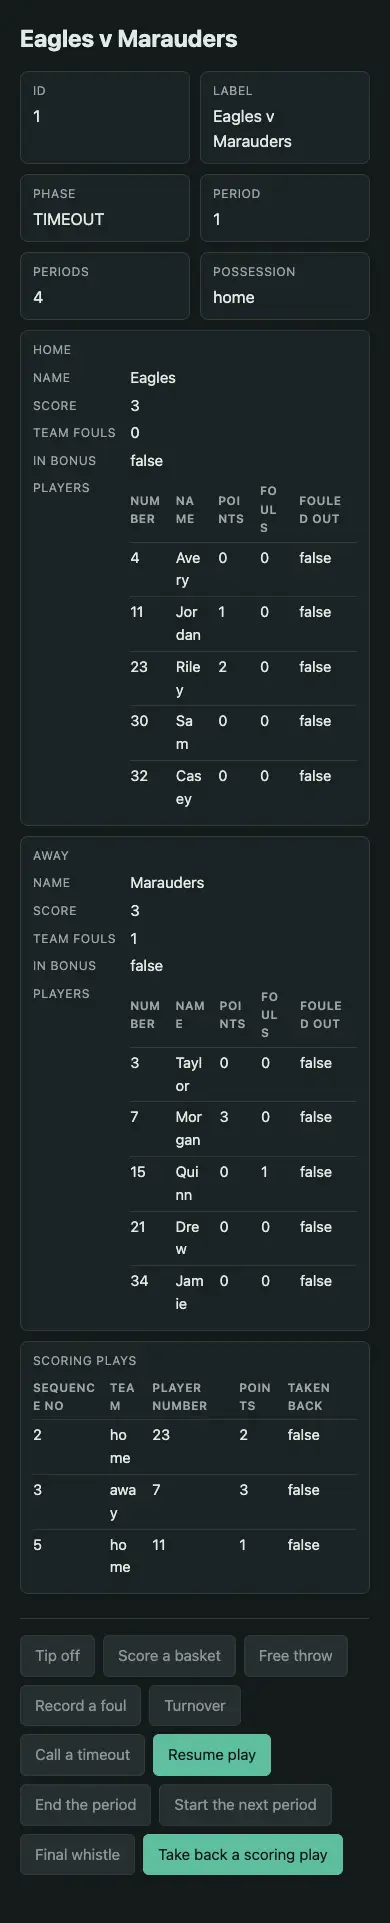 Eagles v Marauders
ID
1
LABEL
Eagles v
Marauders
PHASE
TIMEOUT
PERIOD
1
PERIODS
4
POSSESSION
home
HOME
NAME Eagles
SCORE 3
TEAM FOULS 0
IN BONUS false
PLAYERS
NUM
BER
NA
ME
POI
NTS
FO
UL
S
FOULE
D OUT
4 Ave
ry 0 0 false
11 Jor
dan 1 0 false
23 Rile
y 2 0 false
30 Sa
m 0 0 false
32 Cas
ey 0 0 false
AWAY
NAME Marauders
SCORE 3
TEAM FOULS 1
IN BONUS false
PLAYERS
NUM
BER
NAM
E
POI
NTS
FO
UL
S
FOULE
D OUT
3 Tayl
or 0 0 false
7 Mor
gan 3 0 false
15 Qui
nn 0 1 false
21 Dre
w 0 0 false
34 Jam
ie 0 0 false
SCORING PLAYS
SEQUENC
E NO
TEA
M
PLAYER
NUMBER
POIN
TS
TAKEN
BACK
2 ho
me 23 2 false
3 awa
y 7 3 false
5 ho
me 11 1 false
Tip off
Score a basket
Free throw
Record a foul
Turnover
Call a timeout
Resume play
End the period
Start the next period
Final whistle
Take back a scoring play